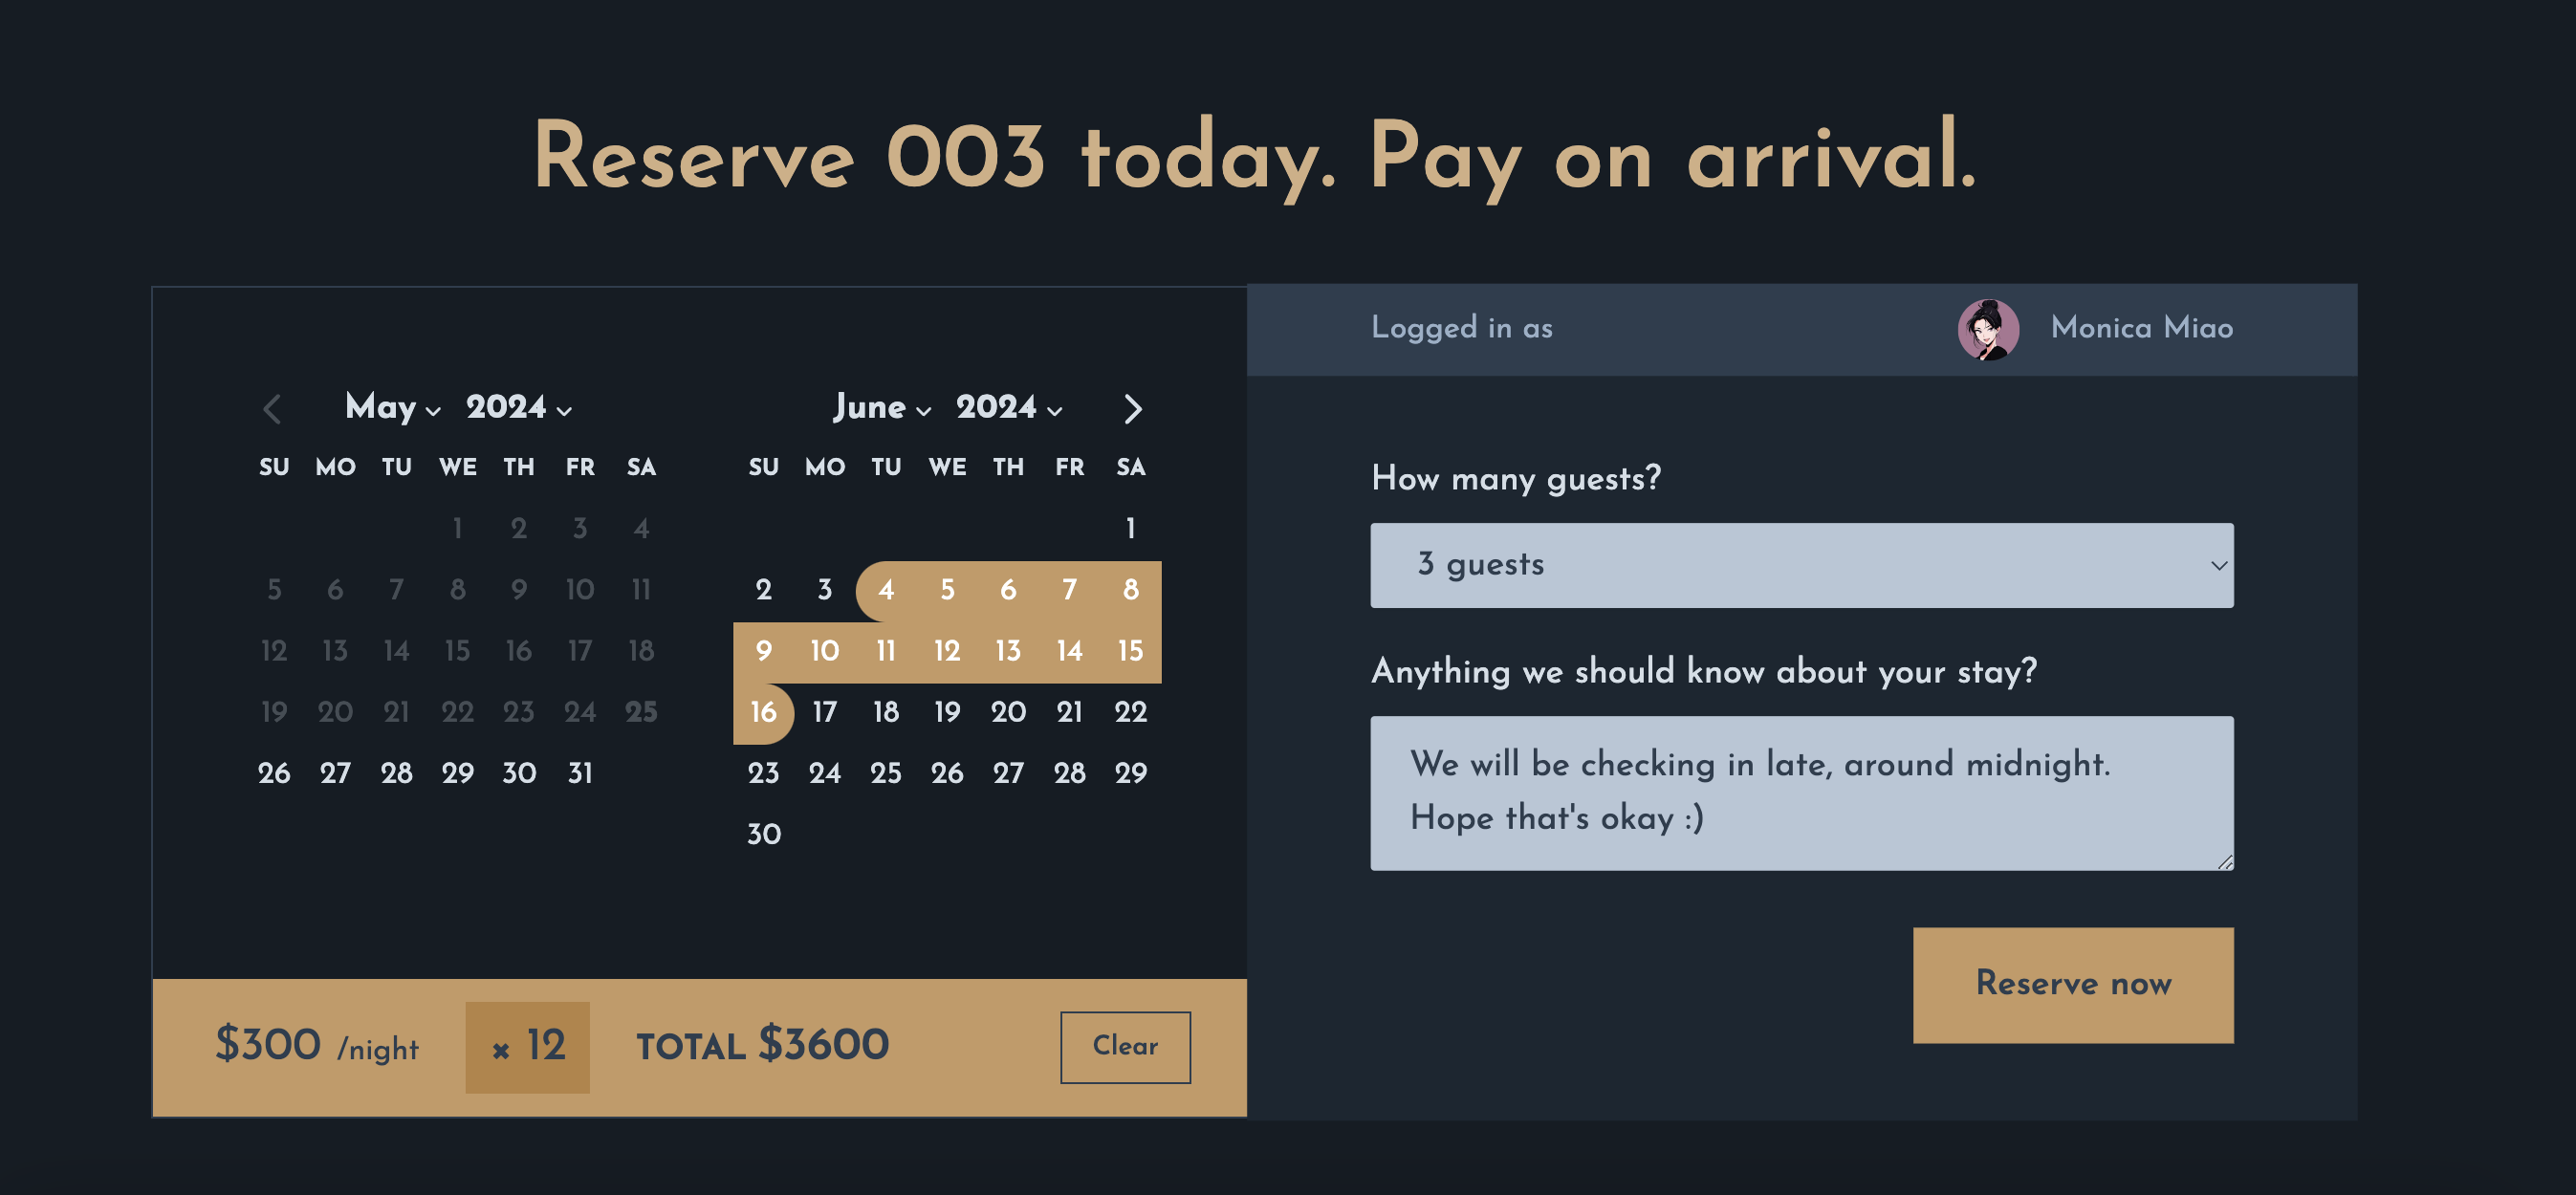 Reserve 003 today. Pay on arrival.
May 2024
SU MO TU WE TH FR SA
1 2 3 4
5 6 7 8 9 10 11
12 13 14 15 16 17 18
19 20 21 22 23 24 25
26 27 28 29 30 31
June 2024
SU MO TU WE TH FR SA
1
2 3 4 5 6 7 8
9 10 11 12 13 14 15
16 17 18 19 20 21 22
23 24 25 26 27 28 29
30
$300 /night × 12 TOTAL $3600 Clear
Logged in as Monica Miao
How many guests?
3 guests
Anything we should know about your stay?
We will be checking in late, around midnight.
Hope that's okay :)
Reserve now